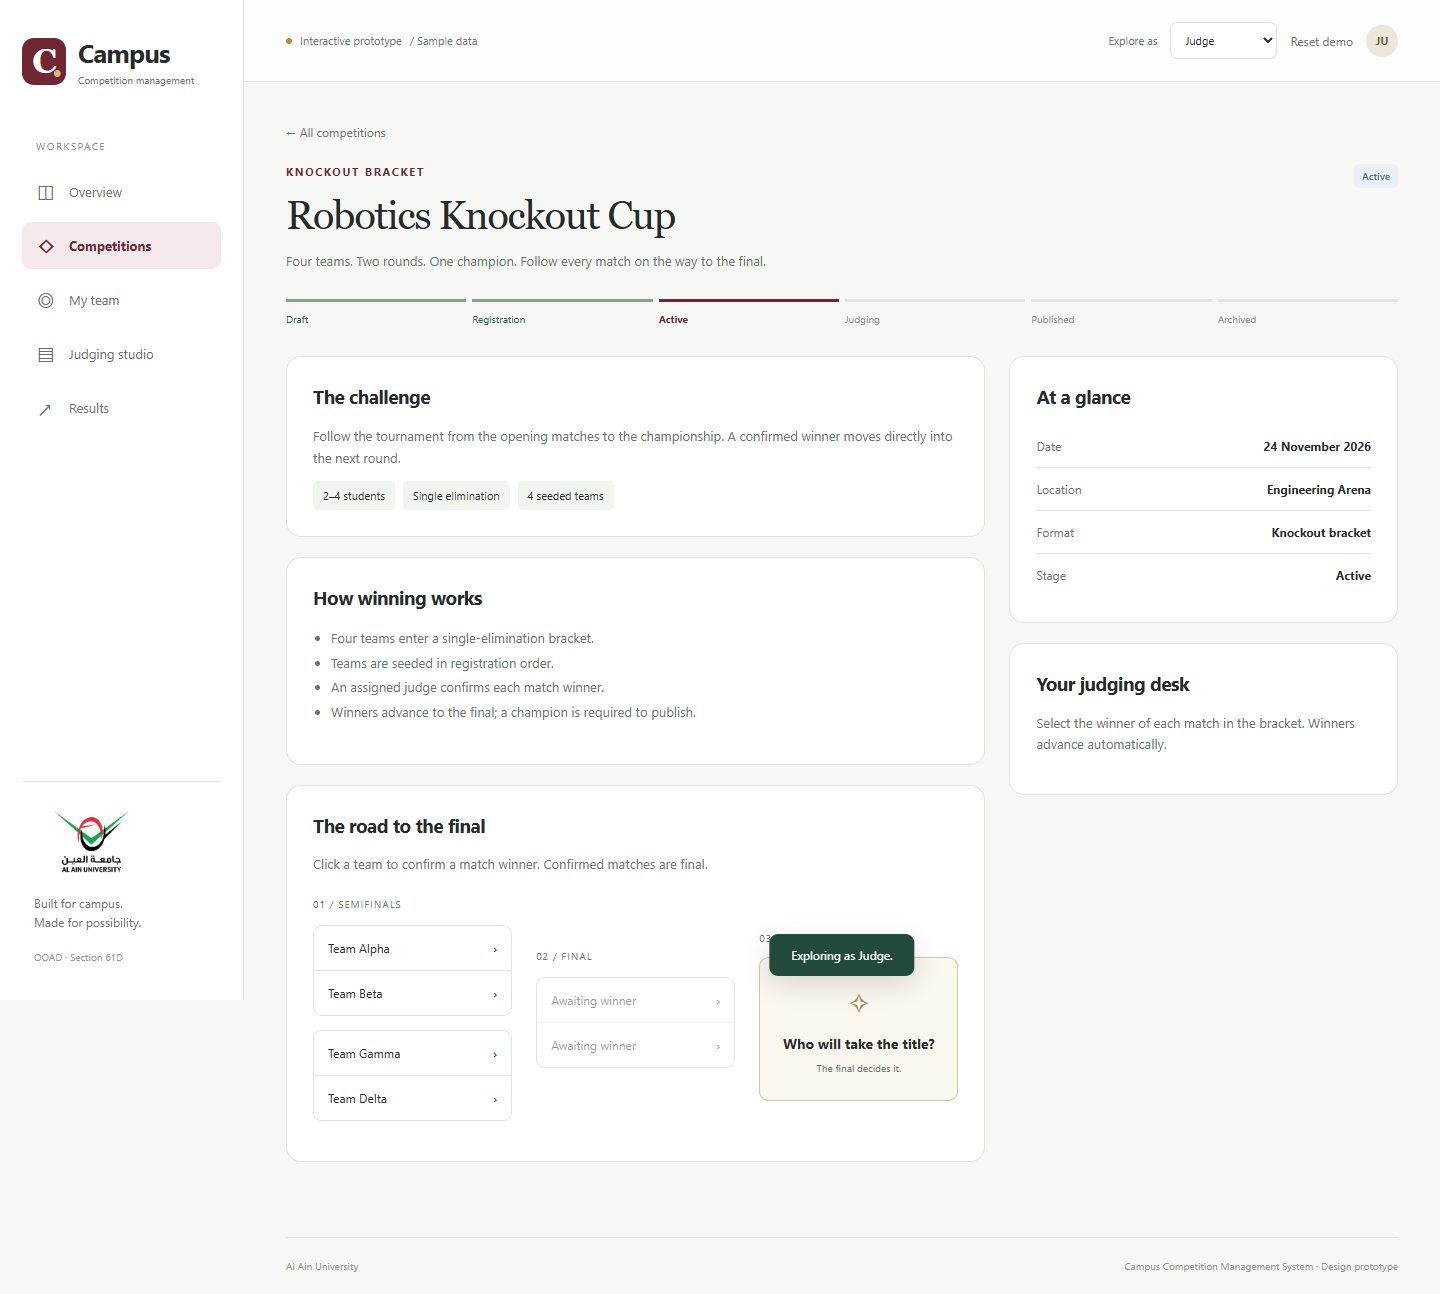 C.
Campus
Competition management
WORKSPACE
Overview
Competitions
My team
Judging studio
Results
جامعة العين
AL AIN UNIVERSITY
Built for campus.
Made for possibility.
OOAD · Section 61D
Interactive prototype / Sample data
Explore as
Judge
Reset demo
JU
← All competitions
KNOCKOUT BRACKET
Active
Robotics Knockout Cup
Four teams. Two rounds. One champion. Follow every match on the way to the final.
Draft
Registration
Active
Judging
Published
Archived
The challenge
Follow the tournament from the opening matches to the championship. A confirmed winner moves directly into
the next round.
2–4 students
Single elimination
4 seeded teams
How winning works
• Four teams enter a single-elimination bracket.
• Teams are seeded in registration order.
• An assigned judge confirms each match winner.
• Winners advance to the final; a champion is required to publish.
The road to the final
Click a team to confirm a match winner. Confirmed matches are final.
01 / SEMIFINALS
Team Alpha ›
Team Beta ›
Team Gamma ›
Team Delta ›
02 / FINAL
Awaiting winner ›
Awaiting winner ›
03
Exploring as Judge.
Who will take the title?
The final decides it.
At a glance
Date 24 November 2026
Location Engineering Arena
Format Knockout bracket
Stage Active
Your judging desk
Select the winner of each match in the bracket. Winners
advance automatically.
Al Ain University
Campus Competition Management System · Design prototype